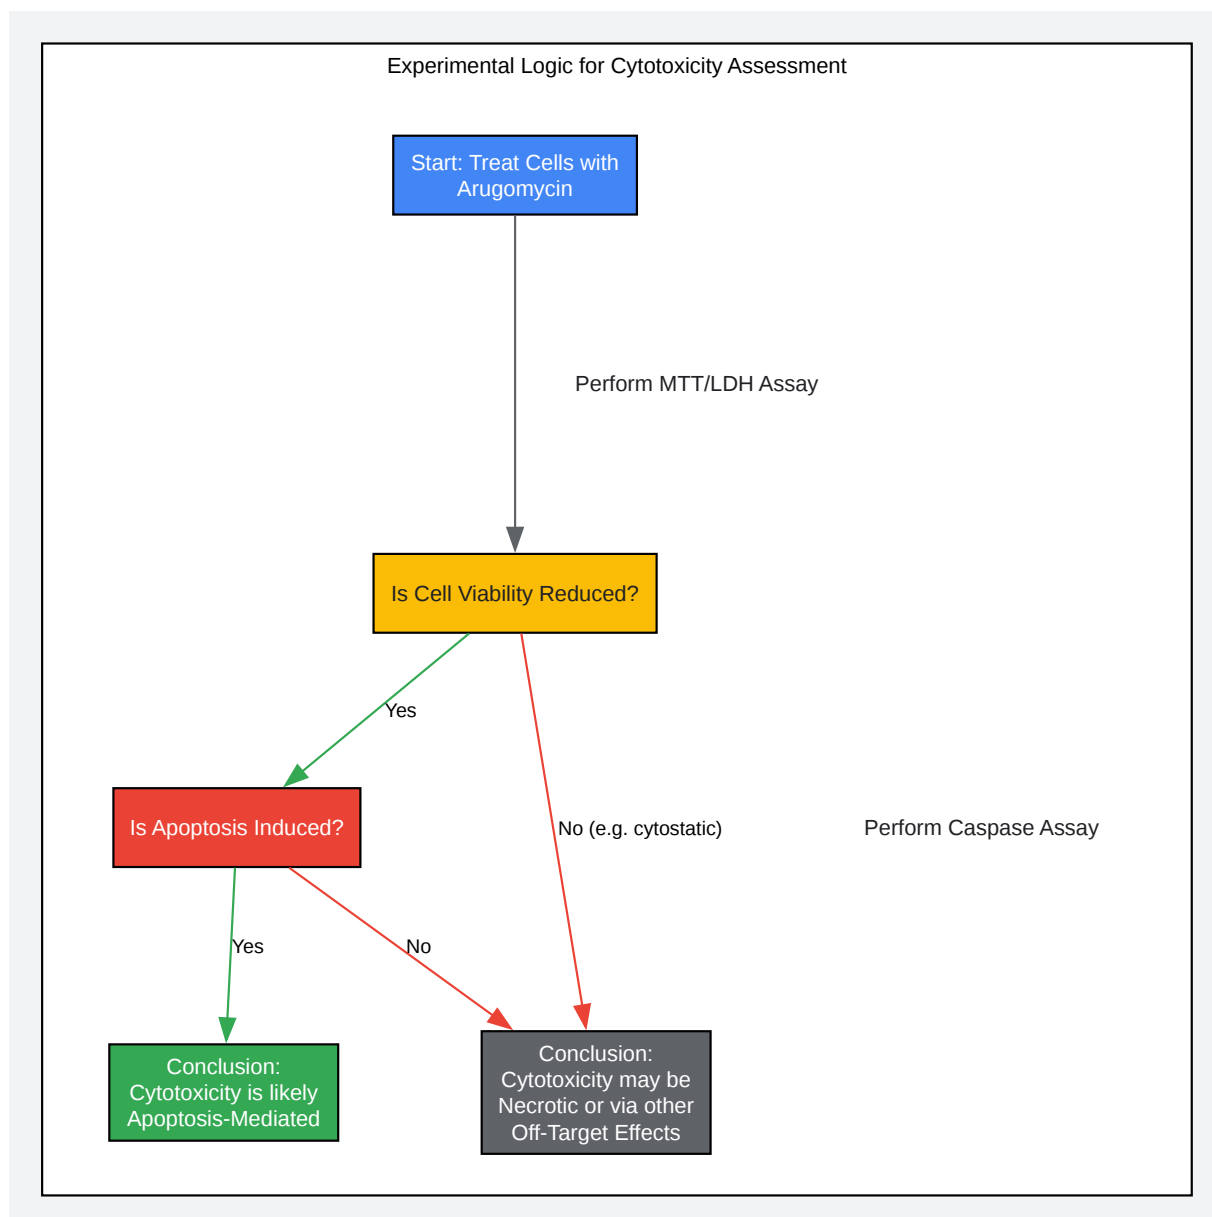 Experimental Logic for Cytotoxicity Assessment
Start: Treat Cells with
Arugomycin
Perform MTT/LDH Assay
Is Cell Viability Reduced?
Yes
Is Apoptosis Induced?
No (e.g. cytostatic)
Perform Caspase Assay
Yes
No
Conclusion:
Cytotoxicity is likely
Apoptosis-Mediated
Conclusion:
Cytotoxicity may be
Necrotic or via other
Off-Target Effects